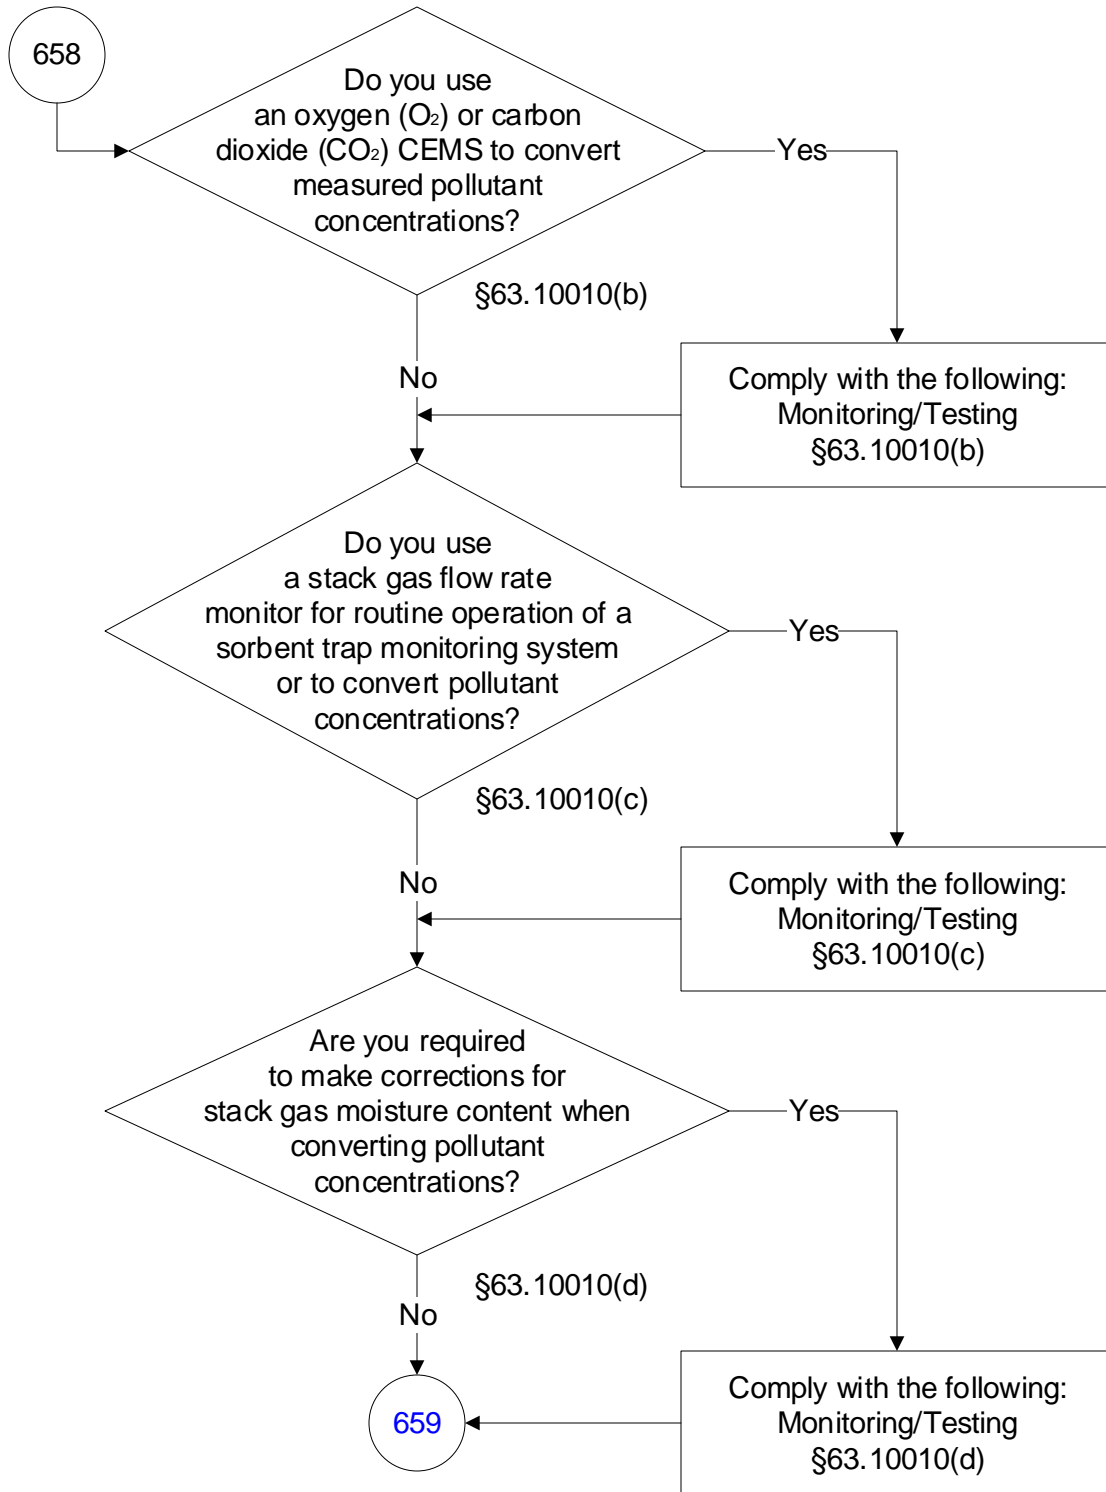 658
Do you use
an oxygen (O₂) or carbon
dioxide (CO₂) CEMS to convert
measured pollutant
concentrations?
Yes
§63.10010(b)
No
Comply with the following:
Monitoring/Testing
§63.10010(b)
Do you use
a stack gas flow rate
monitor for routine operation of a
sorbent trap monitoring system
or to convert pollutant
concentrations?
Yes
§63.10010(c)
No
Comply with the following:
Monitoring/Testing
§63.10010(c)
Are you required
to make corrections for
stack gas moisture content when
converting pollutant
concentrations?
Yes
§63.10010(d)
No
Comply with the following:
Monitoring/Testing
§63.10010(d)
659